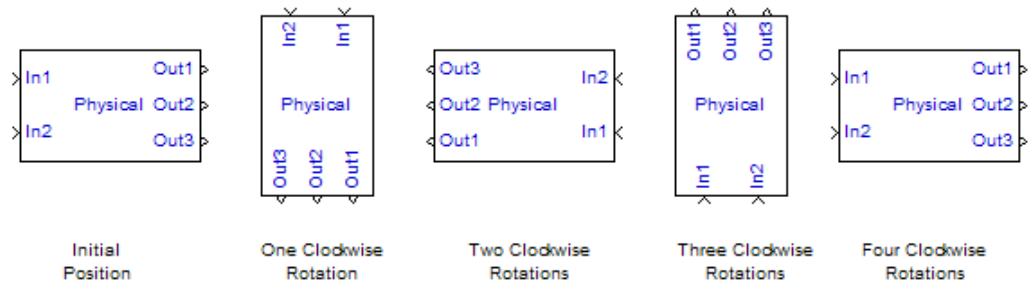 In1
In2
Physical
Out1
Out2
Out3
Initial
Position
In2
In1
Physical
Out3
Out2
Out1
One Clockwise
Rotation
Out3
Out2
Out1
Physical
In2
In1
Two Clockwise
Rotations
Out1
Out2
Out3
Physical
In1
In2
Three Clockwise
Rotations
In1
In2
Physical
Out1
Out2
Out3
Four Clockwise
Rotations